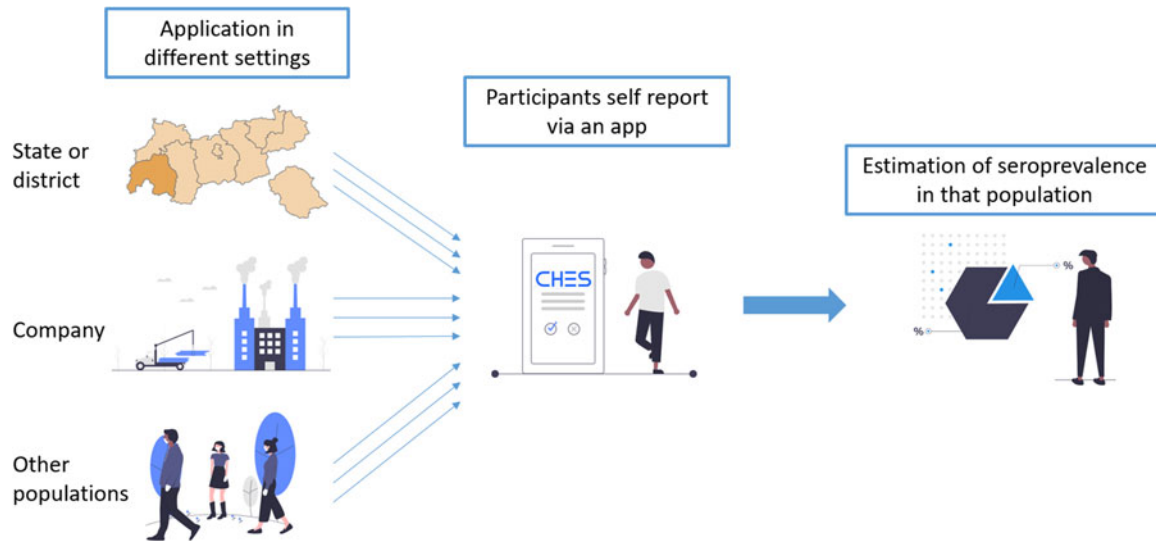 Application in
different settings
State or
district
Company
Other
populations
Participants self report
via an app
CHES
Estimation of seroprevalence
in that population
%
%